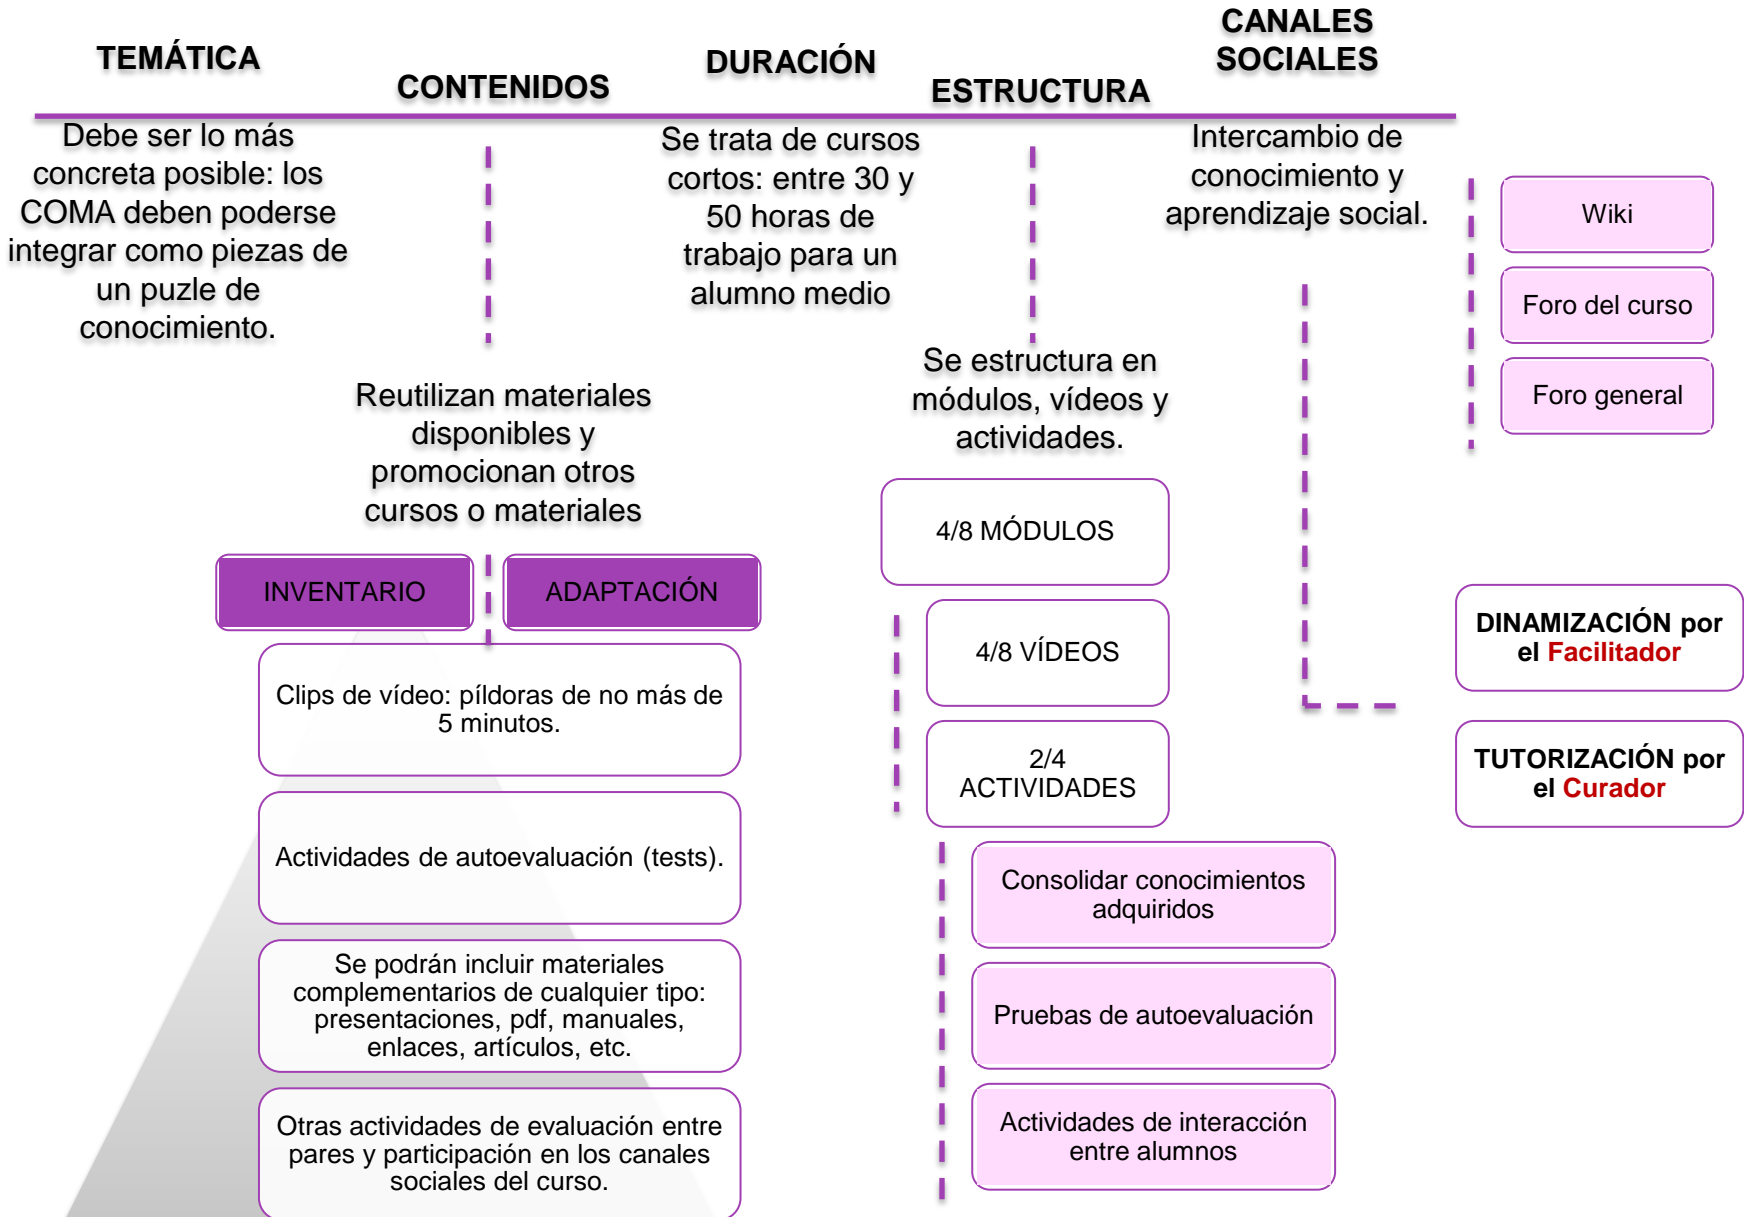 TEMÁTICA
Debe ser lo más
concreta posible: los
COMA deben poderse
integrar como piezas de
un puzle de
conocimiento.
CONTENIDOS
Reutilizan materiales
disponibles y
promocionan otros
cursos o materiales
INVENTARIO
ADAPTACIÓN
Clips de vídeo: píldoras de no más de
5 minutos.
Actividades de autoevaluación (tests).
Se podrán incluir materiales
complementarios de cualquier tipo:
presentaciones, pdf, manuales,
enlaces, artículos, etc.
Otras actividades de evaluación entre
pares y participación en los canales
sociales del curso.
DURACIÓN
Se trata de cursos
cortos: entre 30 y
50 horas de
trabajo para un
alumno medio
ESTRUCTURA
Se estructura en
módulos, vídeos y
actividades.
4/8 MÓDULOS
4/8 VÍDEOS
2/4
ACTIVIDADES
Consolidar conocimientos
adquiridos
Pruebas de autoevaluación
Actividades de interacción
entre alumnos
CANALES
SOCIALES
Intercambio de
conocimiento y
aprendizaje social.
Wiki
Foro del curso
Foro general
DINAMIZACIÓN por
el Facilitador
TUTORIZACIÓN por
el Curador